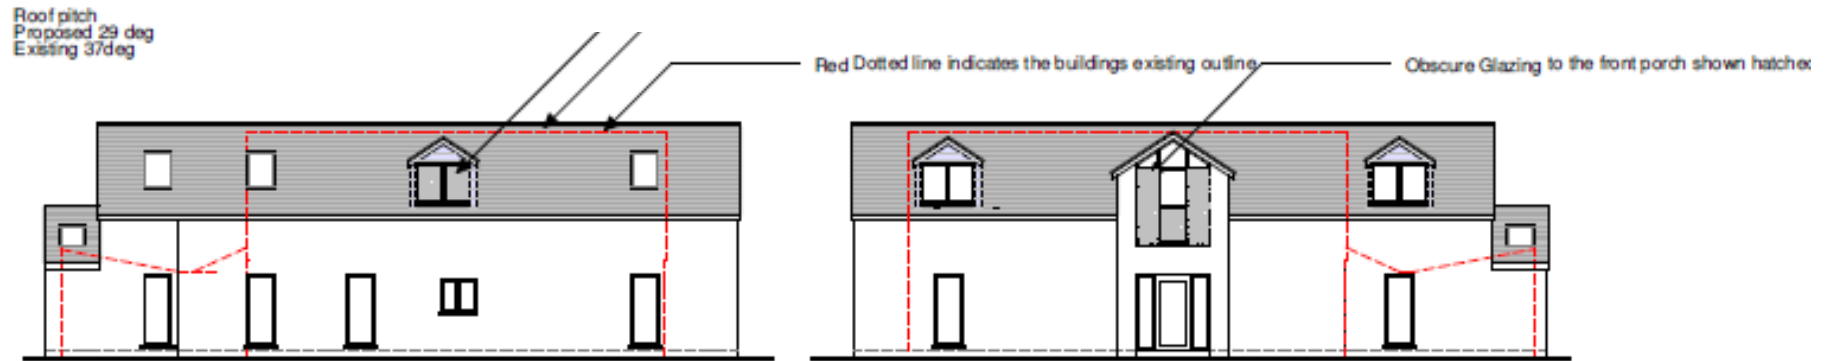 Roof pitch
Proposed 29 deg
Existing 37deg
Red Dotted line indicates the buildings existing outline
Obscure Glazing to the front porch shown hatched